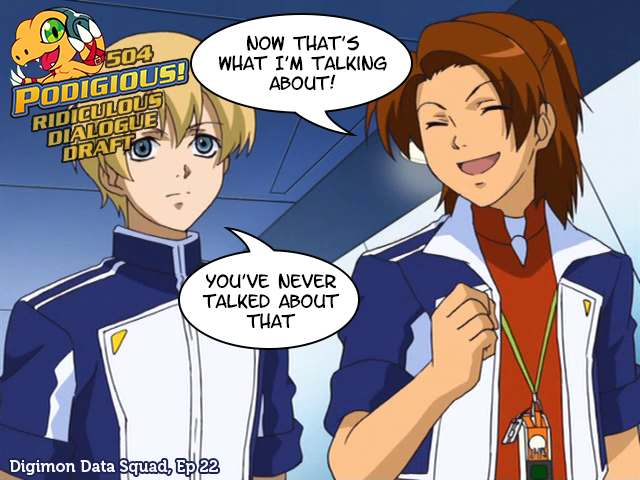 504
PODIGIOUS!
RIDICULOUS
DIALOGUE
DRAFT
NOW THAT'S
WHAT I'M TALKING
ABOUT!
YOU'VE NEVER
TALKED ABOUT
THAT
Digimon Data Squad, Ep 22